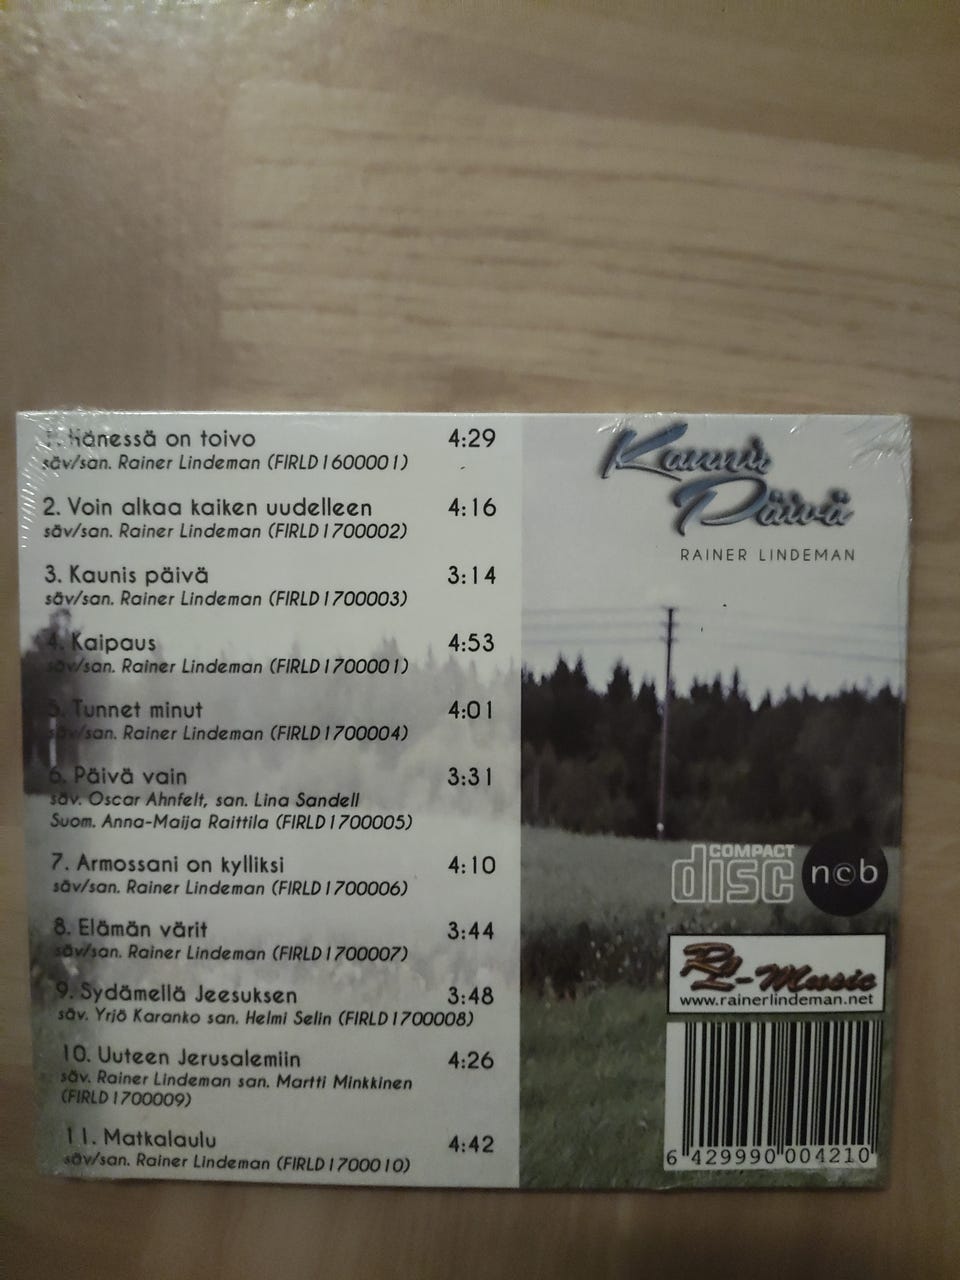 1. Hänessä on toivo 4:29
säv/san. Rainer Lindeman (FIRLD1600001)
2. Voin alkaa kaiken uudelleen 4:16
säv/san. Rainer Lindeman (FIRLD1700002)
3. Kaunis päivä 3:14
säv/san. Rainer Lindeman (FIRLD1700003)
4. Kaipaus 4:53
säv/san. Rainer Lindeman (FIRLD1700001)
5. Tunnet minut 4:01
säv/san. Rainer Lindeman (FIRLD1700004)
6. Päivä vain 3:31
säv. Oscar Ahnfelt, san. Lina Sandell
Suom. Anna-Maija Raittila (FIRLD1700005)
7. Armossani on kylliksi 4:10
säv/san. Rainer Lindeman (FIRLD1700006)
8. Elämän värit 3:44
säv/san. Rainer Lindeman (FIRLD1700007)
9. Sydämellä Jeesuksen 3:48
säv. Yrjö Karanko san. Helmi Selin (FIRLD1700008)
10. Uuteen Jerusalemiin 4:26
säv. Rainer Lindeman san. Martti Minkkinen
(FIRLD1700009)
11. Matkalaulu 4:42
säv/san. Rainer Lindeman (FIRLD1700010)
Kaunis
Päivä
RAINER LINDEMAN
COMPACT
disc
n©b
RL-Music
www.rainerlindeman.net
6 429990 004210